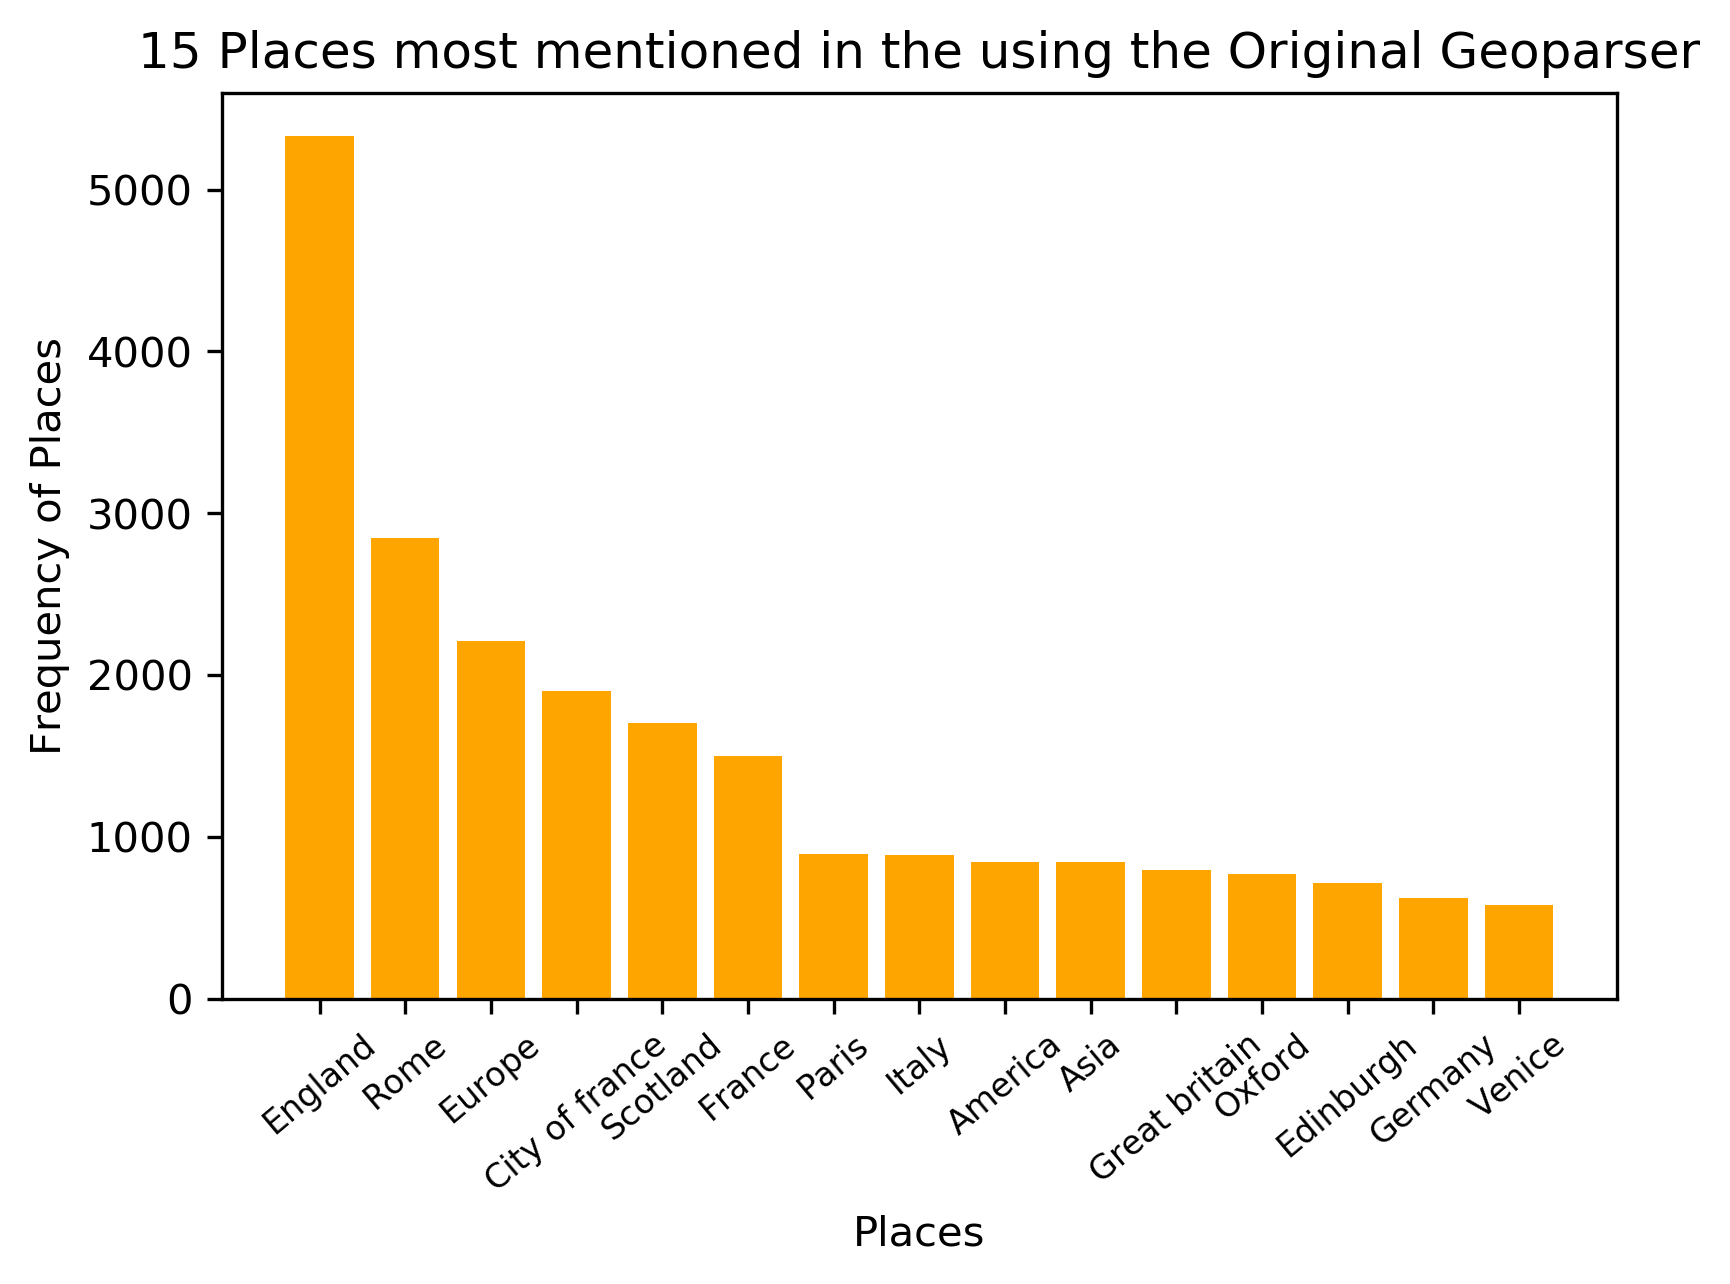 15 Places most mentioned in the using the Original Geoparser
Frequency of Places
5000
4000
3000
2000
1000
0
England
Rome
Europe
City of france
Scotland
France
Paris
Italy
America
Asia
Great britain
Oxford
Edinburgh
Germany
Venice
Places